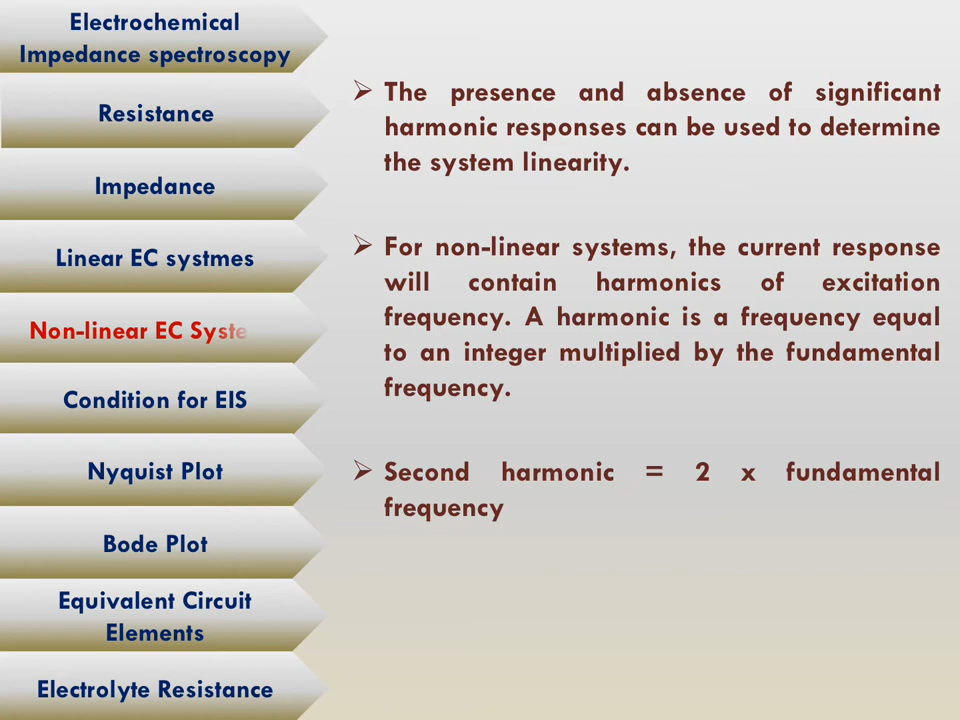 Electrochemical
Impedance spectroscopy
Resistance
Impedance
Linear EC systmes
Non-linear EC Syste
Condition for EIS
Nyquist Plot
Bode Plot
Equivalent Circuit
Elements
Electrolyte Resistance
➢ The presence and absence of significant
harmonic responses can be used to determine
the system linearity.
➢ For non-linear systems, the current response
will contain harmonics of excitation
frequency. A harmonic is a frequency equal
to an integer multiplied by the fundamental
frequency.
➢ Second harmonic = 2 x fundamental
frequency